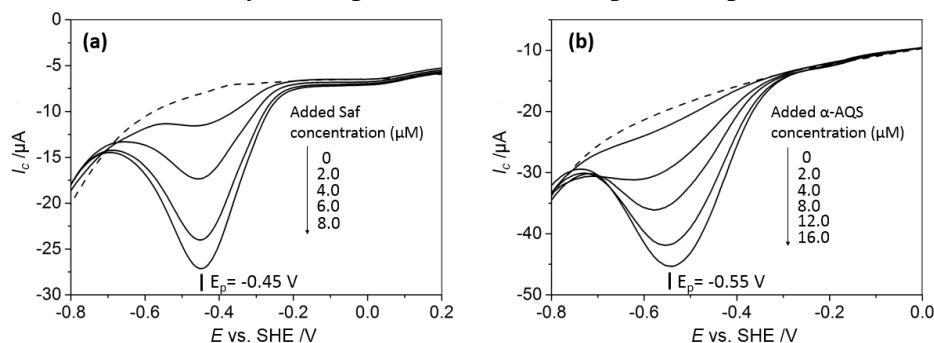 (a)
I_c /μA
0
-5
-10
-15
-20
-25
-30
Added Saf
concentration (μM)
0
2.0
4.0
6.0
8.0
E_p= -0.45 V
-0.8 -0.6 -0.4 -0.2 0.0 0.2
E vs. SHE /V
(b)
I_c /μA
-10
-20
-30
-40
-50
Added α-AQS
concentration (μM)
0
2.0
4.0
8.0
12.0
16.0
E_p= -0.55 V
-0.8 -0.6 -0.4 -0.2 0.0
E vs. SHE /V